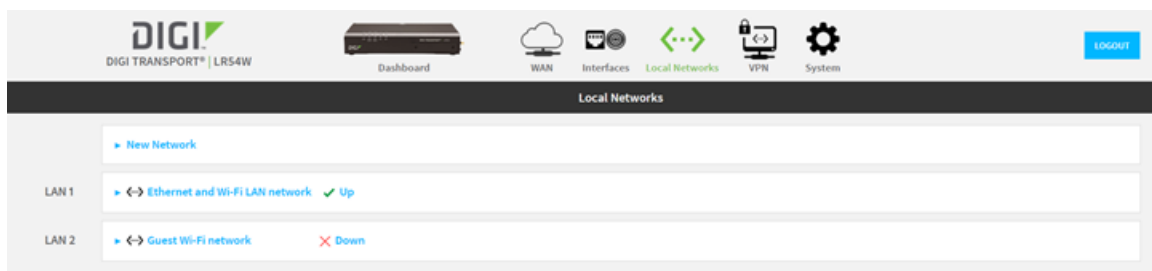 DIGI
DIGI TRANSPORT® | LR54W
Dashboard
WAN
Interfaces
Local Networks
VPN
System
LOGOUT
Local Networks
New Network
LAN 1 Ethernet and Wi-Fi LAN network Up
LAN 2 Guest Wi-Fi network Down